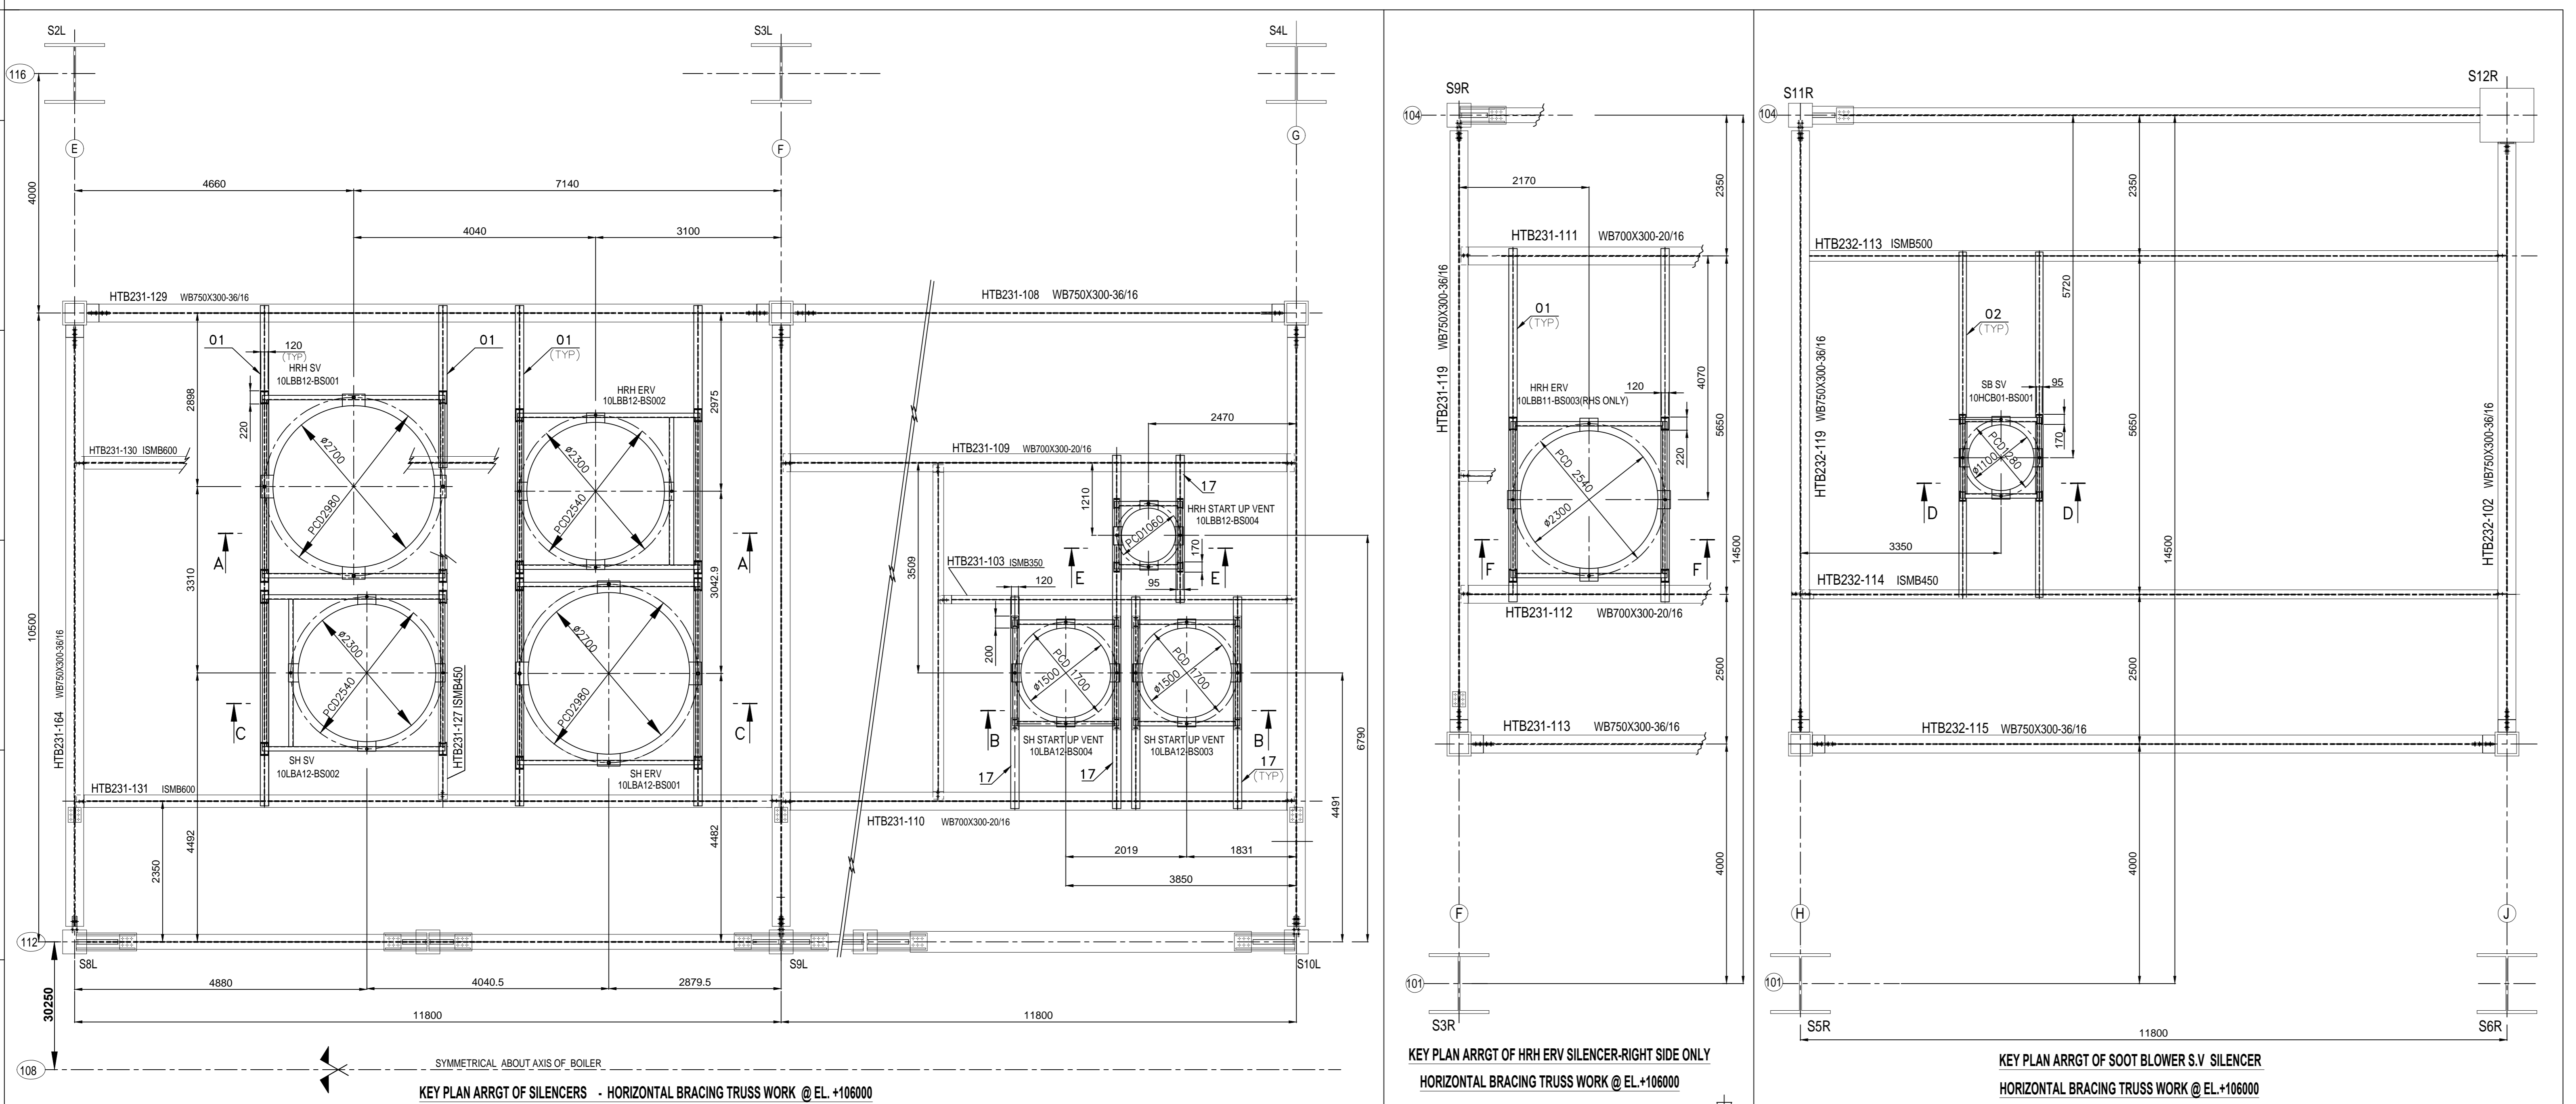 S2L
S3L
S4L
116
E
F
G
4000
4660
7140
4040
3100
HTB231-129 WB750X300-36/16
HTB231-108 WB750X300-36/16
01
120
(TYP)
HRH SV
10LBB12-BS001
01
01
(TYP)
HRH ERV
10LBB12-BS002
2898
220
2975
2470
HTB231-130 ISMB600
HTB231-109 WB700X300-20/16
ø2700
PCD2980
ø2300
PCD2540
17
1210
HRH START UP VENT
10LBB12-BS004
PCD1060
170
A
A
E
E
95
3509
HTB231-103 ISMB350
120
10500
3310
3042.9
200
ø2300
PCD2540
ø2700
PCD2980
PCD 1700
ø1500
PCD 1700
ø1500
HTB231-164 WB750X300-36/16
HTB231-127 ISMB450
C
C
B
B
SH SV
10LBA12-BS002
SH ERV
10LBA12-BS001
SH START UP VENT
10LBA12-BS004
SH START UP VENT
10LBA12-BS003
17
17
17
(TYP)
6790
4491
HTB231-131 ISMB600
HTB231-110 WB700X300-20/16
2350
4492
4482
2019
1831
3850
112
S8L
S9L
S10L
4880
4040.5
2879.5
30250
11800
11800
108
SYMMETRICAL ABOUT AXIS OF BOILER
KEY PLAN ARRGT OF SILENCERS - HORIZONTAL BRACING TRUSS WORK @ EL. +106000
S9R
104
2170
2350
HTB231-111 WB700X300-20/16
HTB231-119 WB750X300-36/16
01
(TYP)
HRH ERV
10LBB11-BS003(RHS ONLY)
120
4070
5650
220
PCD 2540
ø2300
14500
F
F
HTB231-112 WB700X300-20/16
2500
HTB231-113 WB750X300-36/16
4000
F
101
S3R
KEY PLAN ARRGT OF HRH ERV SILENCER-RIGHT SIDE ONLY
HORIZONTAL BRACING TRUSS WORK @ EL.+106000
S11R
S12R
104
2350
HTB232-113 ISMB500
5720
02
(TYP)
HTB232-119 WB750X300-36/16
SB SV
10HCB01-BS001
95
5650
170
PCD1280
ø1100
HTB232-102 WB750X300-36/16
D
D
3350
14500
HTB232-114 ISMB450
2500
HTB232-115 WB750X300-36/16
4000
H
J
101
S5R
S6R
11800
KEY PLAN ARRGT OF SOOT BLOWER S.V SILENCER
HORIZONTAL BRACING TRUSS WORK @ EL.+106000